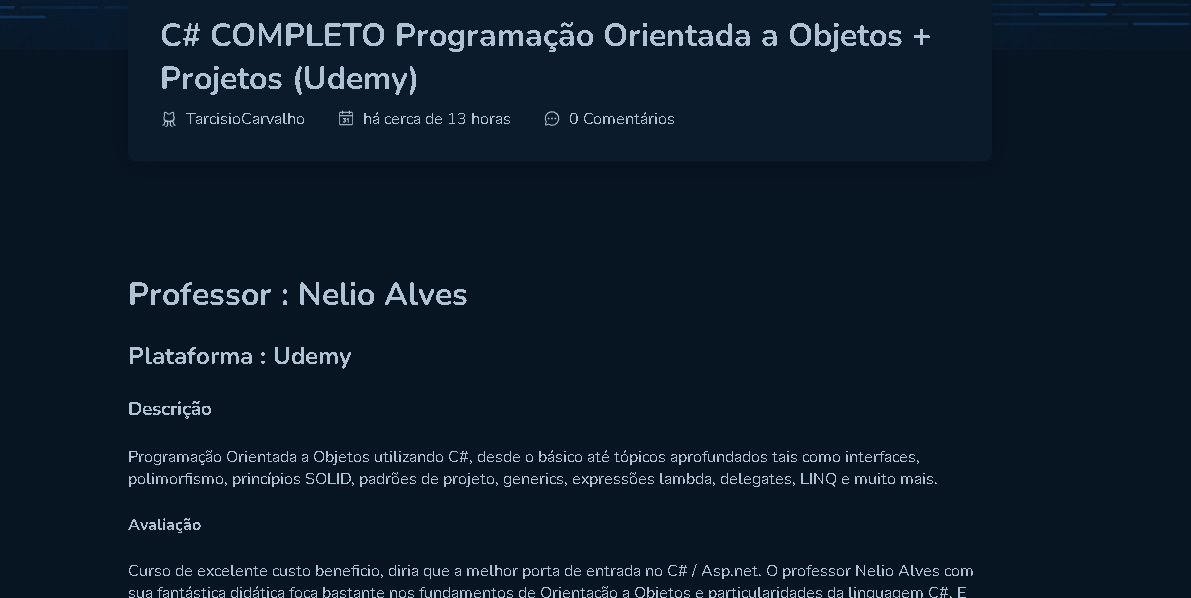 C# COMPLETO Programação Orientada a Objetos +
Projetos (Udemy)
TarcisioCarvalho há cerca de 13 horas 0 Comentários
Professor : Nelio Alves
Plataforma : Udemy
Descrição
Programação Orientada a Objetos utilizando C#, desde o básico até tópicos aprofundados tais como interfaces,
polimorfismo, princípios SOLID, padrões de projeto, generics, expressões lambda, delegates, LINQ e muito mais.
Avaliação
Curso de excelente custo beneficio, diria que a melhor porta de entrada no C# / Asp.net. O professor Nelio Alves com
sua fantástica didática foca bastante nos fundamentos de Orientação a Objetos e particularidades da linguagem C#. E